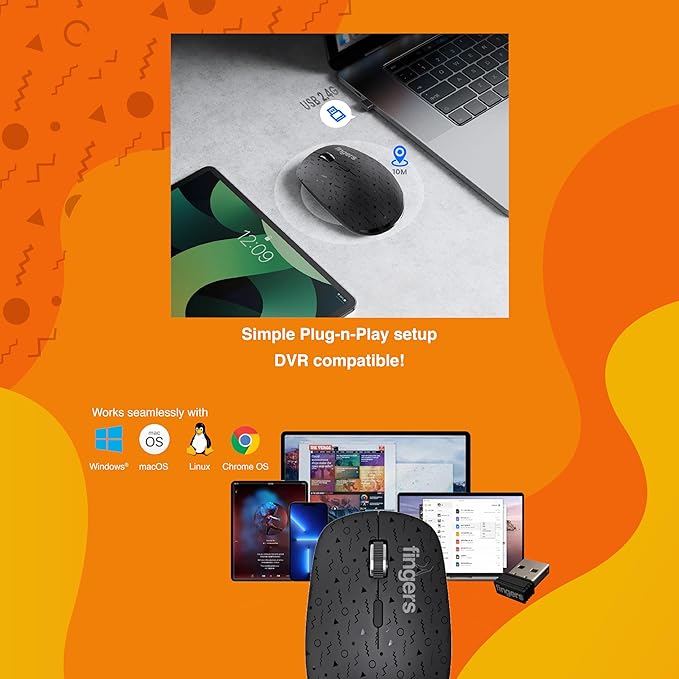 USB 2.4G
fingers
10M
12:09
Simple Plug-n-Play setup
DVR compatible!
Works seamlessly with
mac
OS
Windows®
macOS
Linux
Chrome OS
fingers
fingers